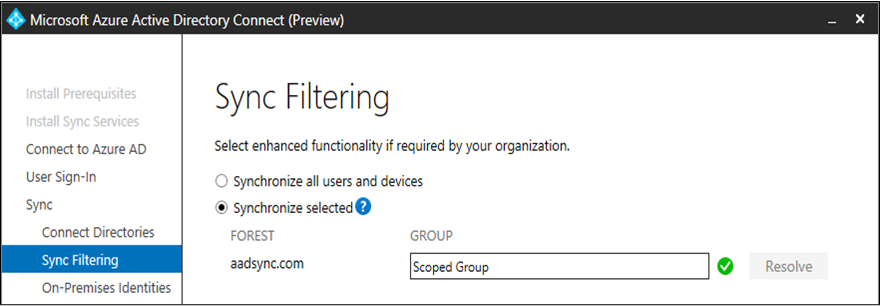 Microsoft Azure Active Directory Connect (Preview)
Install Prerequisites
Install Sync Services
Connect to Azure AD
User Sign-In
Sync
Connect Directories
Sync Filtering
On-Premises Identities
Sync Filtering
Select enhanced functionality if required by your organization.
Synchronize all users and devices
Synchronize selected ?
FOREST GROUP
aadsync.com Scoped Group Resolve